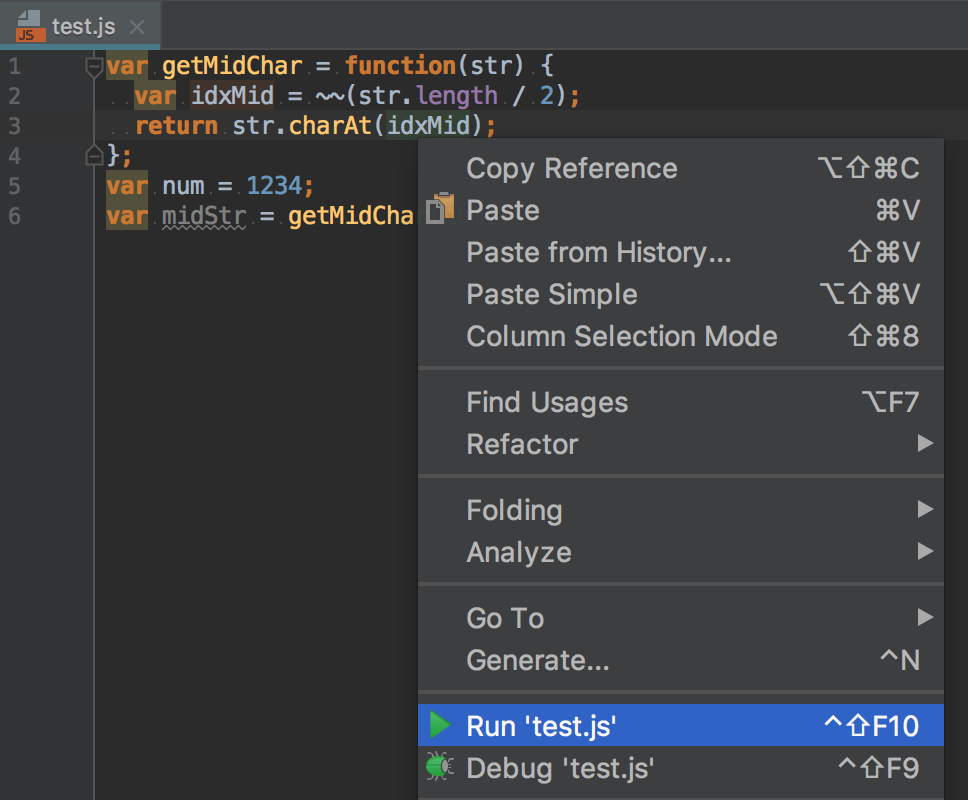 JS test.js
1 var getMidChar = function(str) {
2 var idxMid = ~~(str.length / 2);
3 return str.charAt(idxMid);
4 };
5 var num = 1234;
6 var midStr = getMidCha
Copy Reference ⌥⇧⌘C
Paste ⌘V
Paste from History... ⇧⌘V
Paste Simple ⌥⇧⌘V
Column Selection Mode ⇧⌘8
Find Usages ⌥F7
Refactor
Folding
Analyze
Go To
Generate... ^N
Run 'test.js' ^⇧F10
Debug 'test.js' ^⇧F9